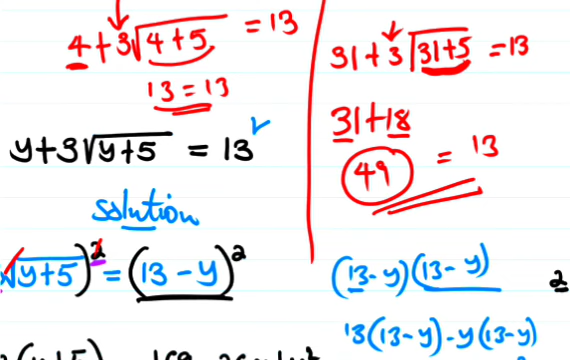 4+3√4+5 = 13
13 = 13
y+3√y+5 = 13
solution
√y+5)² = (13 - y)²
31+3√31+5 = 13
31+18
49 = 13
(13-y)(13-y)
13(13-y)-y(13-y)
2